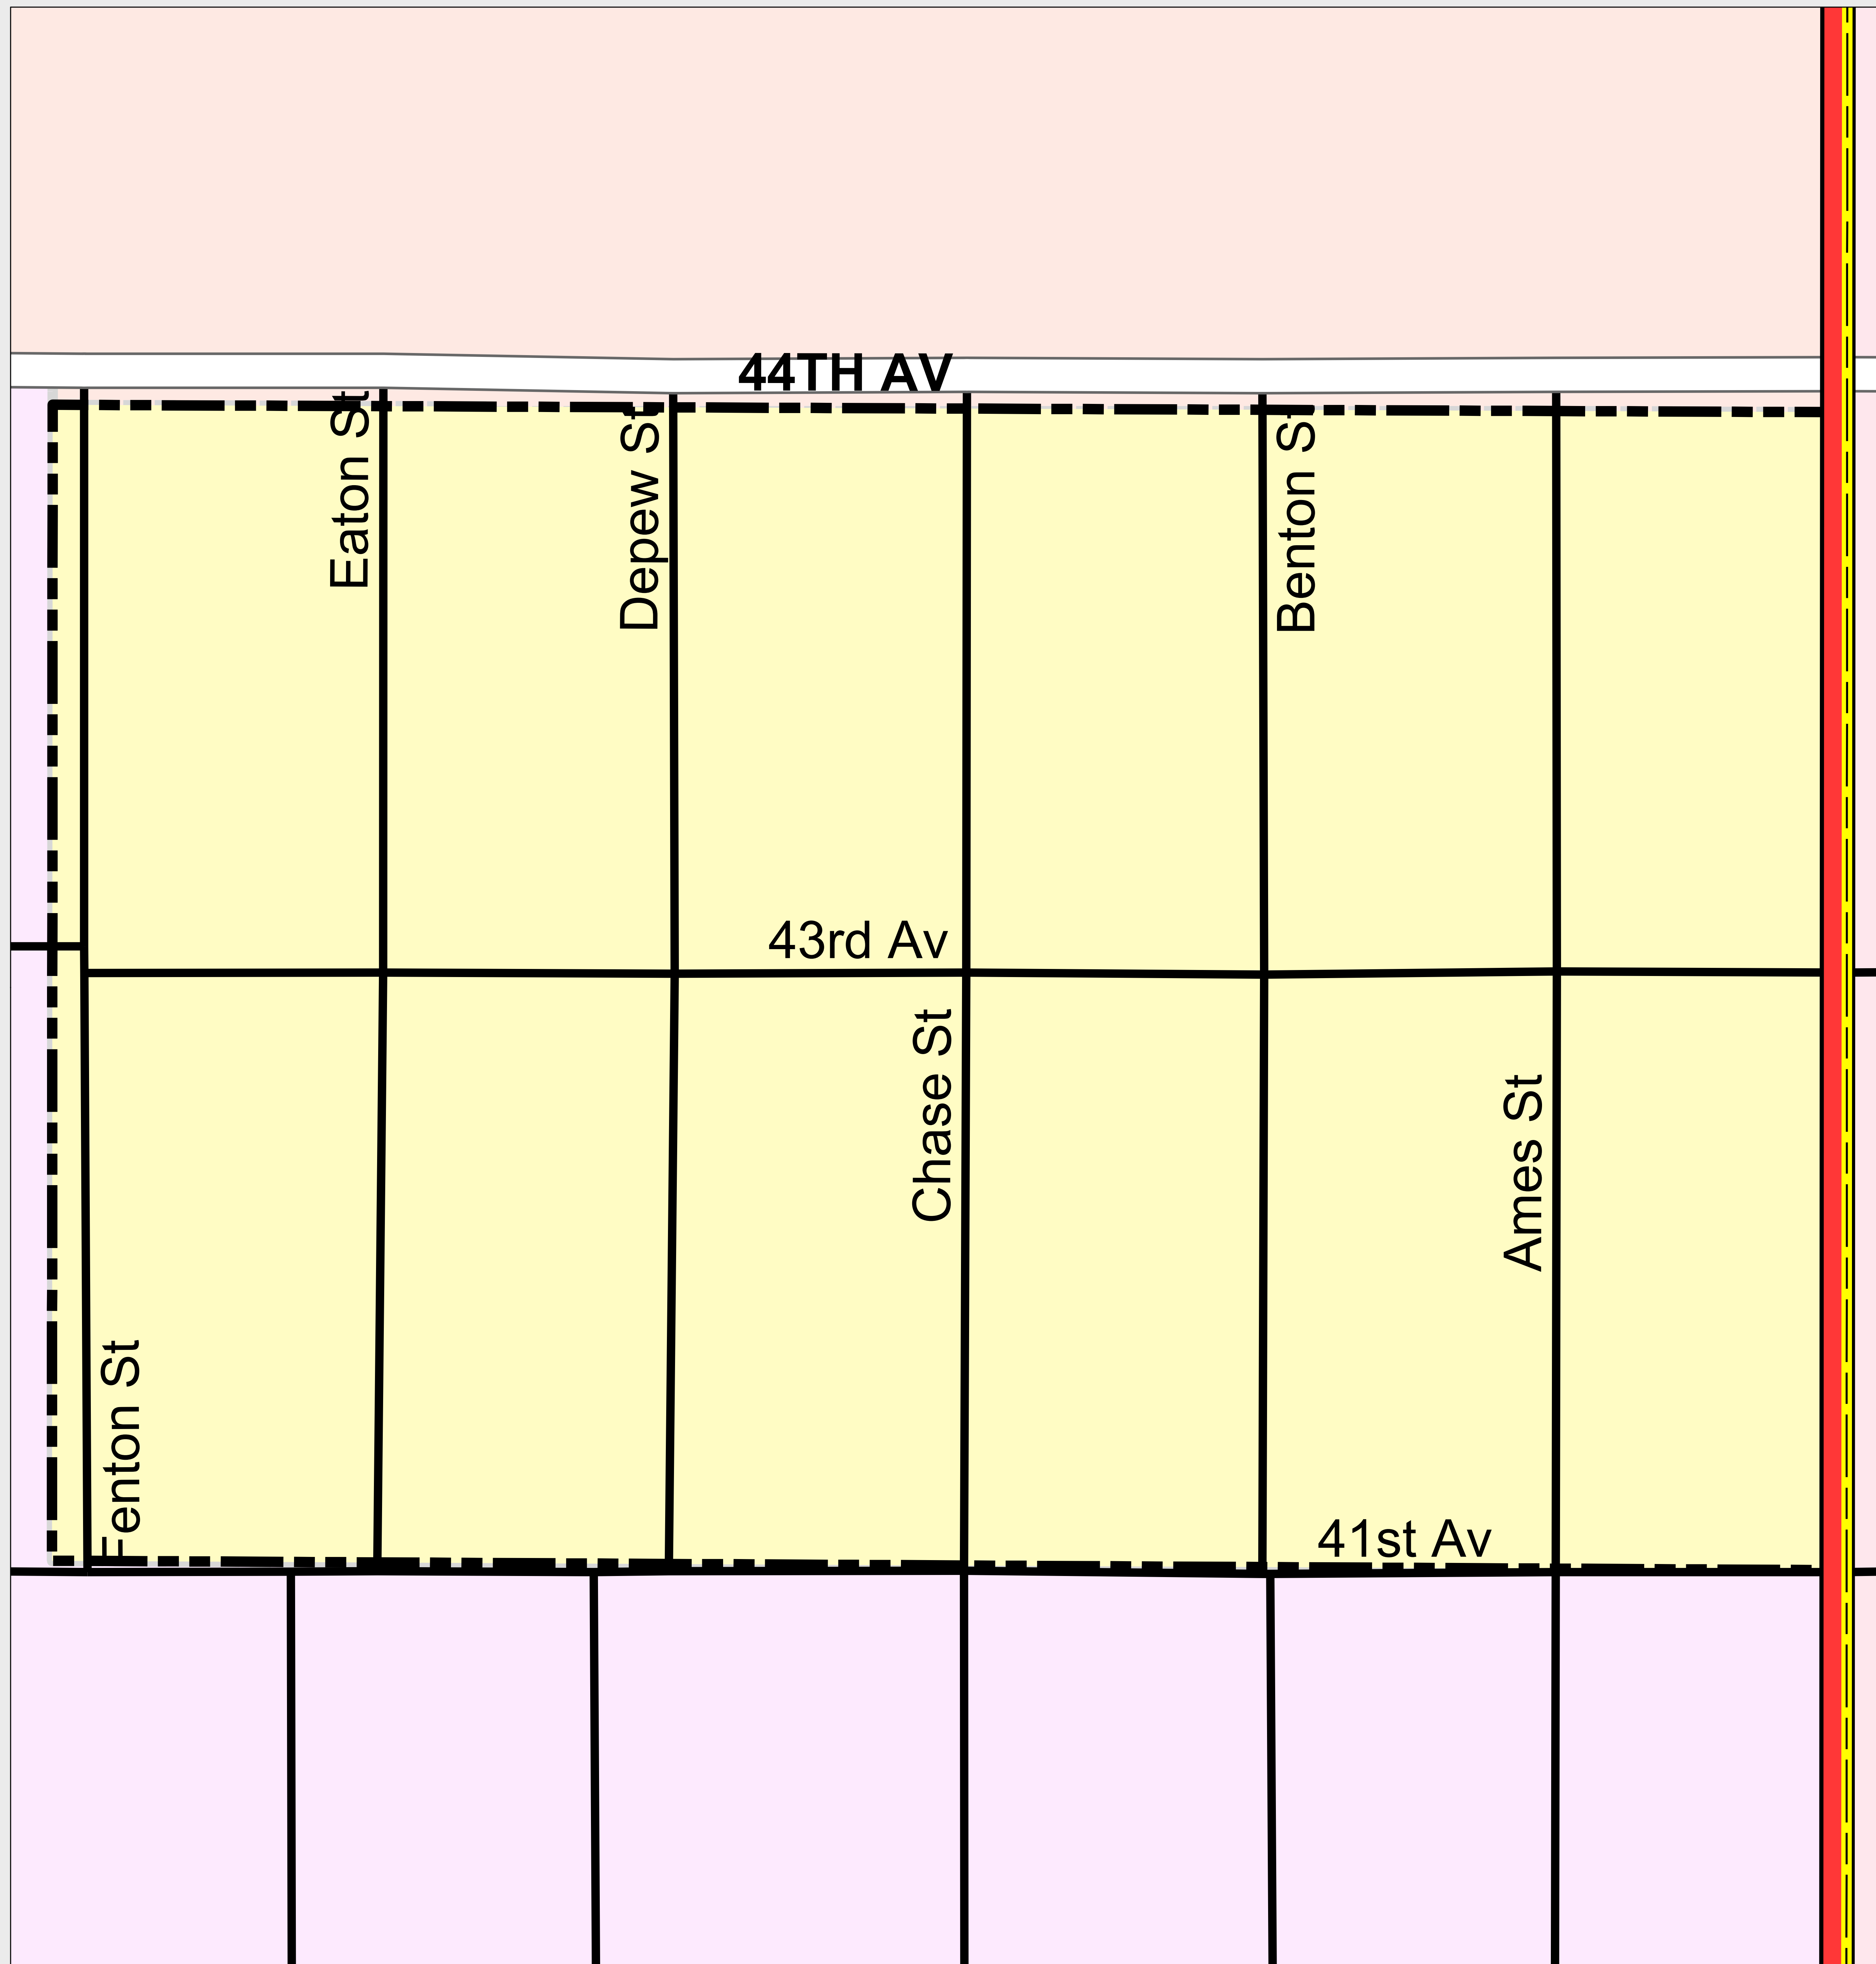 44TH AV
Eaton St
Depew St
Benton St
43rd Av
Chase St
Ames St
Fenton St
41st Av